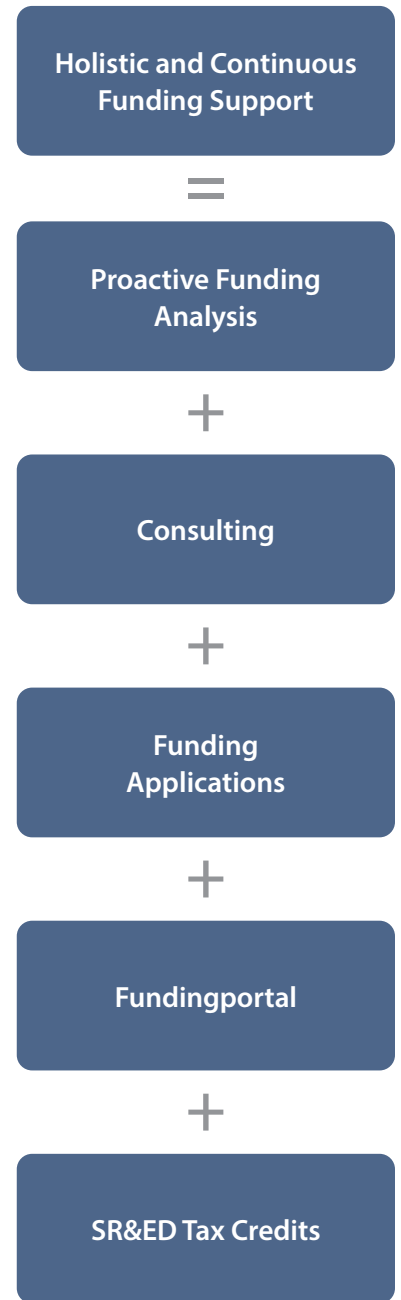 Holistic and Continuous
Funding Support
=
Proactive Funding
Analysis
+
Consulting
+
Funding
Applications
+
Fundingportal
+
SR&ED Tax Credits